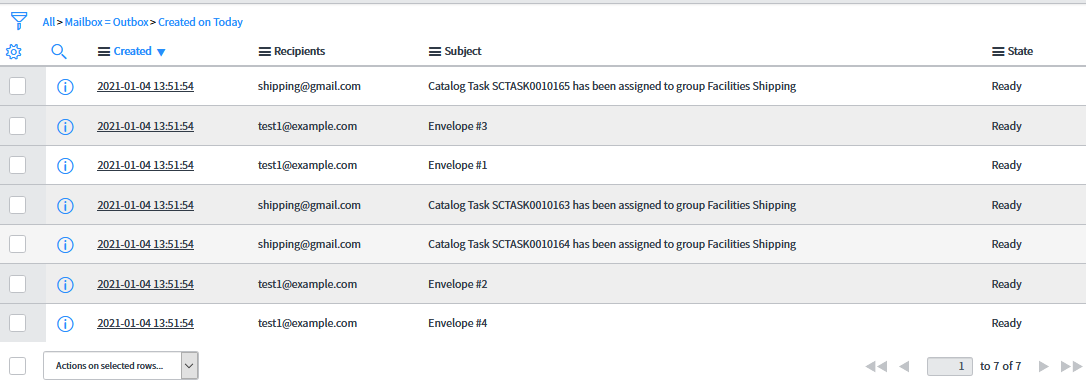 All > Mailbox = Outbox > Created on Today
Created Recipients Subject State
2021-01-04 13:51:54 shipping@gmail.com Catalog Task SCTASK0010165 has been assigned to group Facilities Shipping Ready
2021-01-04 13:51:54 test1@example.com Envelope #3 Ready
2021-01-04 13:51:54 test1@example.com Envelope #1 Ready
2021-01-04 13:51:54 shipping@gmail.com Catalog Task SCTASK0010163 has been assigned to group Facilities Shipping Ready
2021-01-04 13:51:54 shipping@gmail.com Catalog Task SCTASK0010164 has been assigned to group Facilities Shipping Ready
2021-01-04 13:51:54 test1@example.com Envelope #2 Ready
2021-01-04 13:51:54 test1@example.com Envelope #4 Ready
Actions on selected rows... 1 to 7 of 7